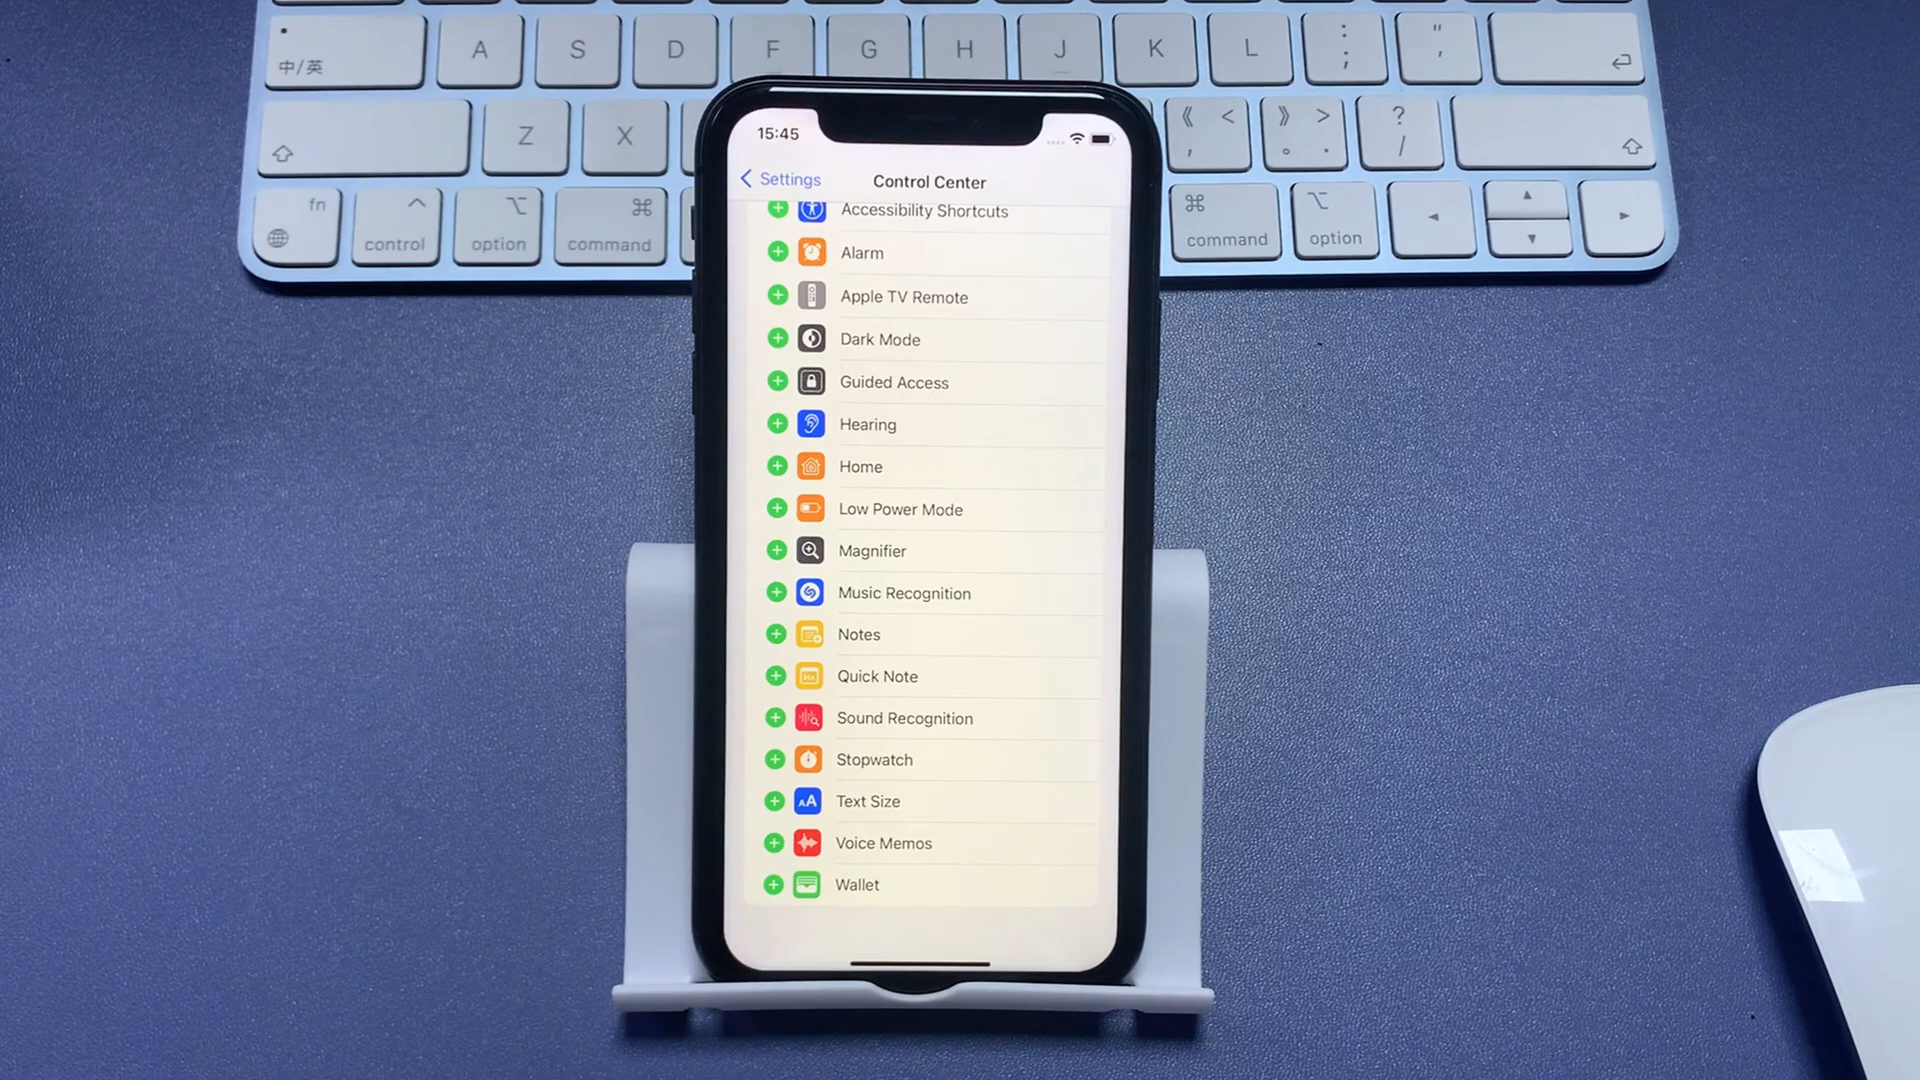 中/英
A S D F G H J K L : ; " '
Z X 《 < , 》 > 。 . ? /
fn control option command command option
15:45
Settings
Control Center
Accessibility Shortcuts
Alarm
Apple TV Remote
Dark Mode
Guided Access
Hearing
Home
Low Power Mode
Magnifier
Music Recognition
Notes
Quick Note
Sound Recognition
Stopwatch
AA Text Size
Voice Memos
Wallet